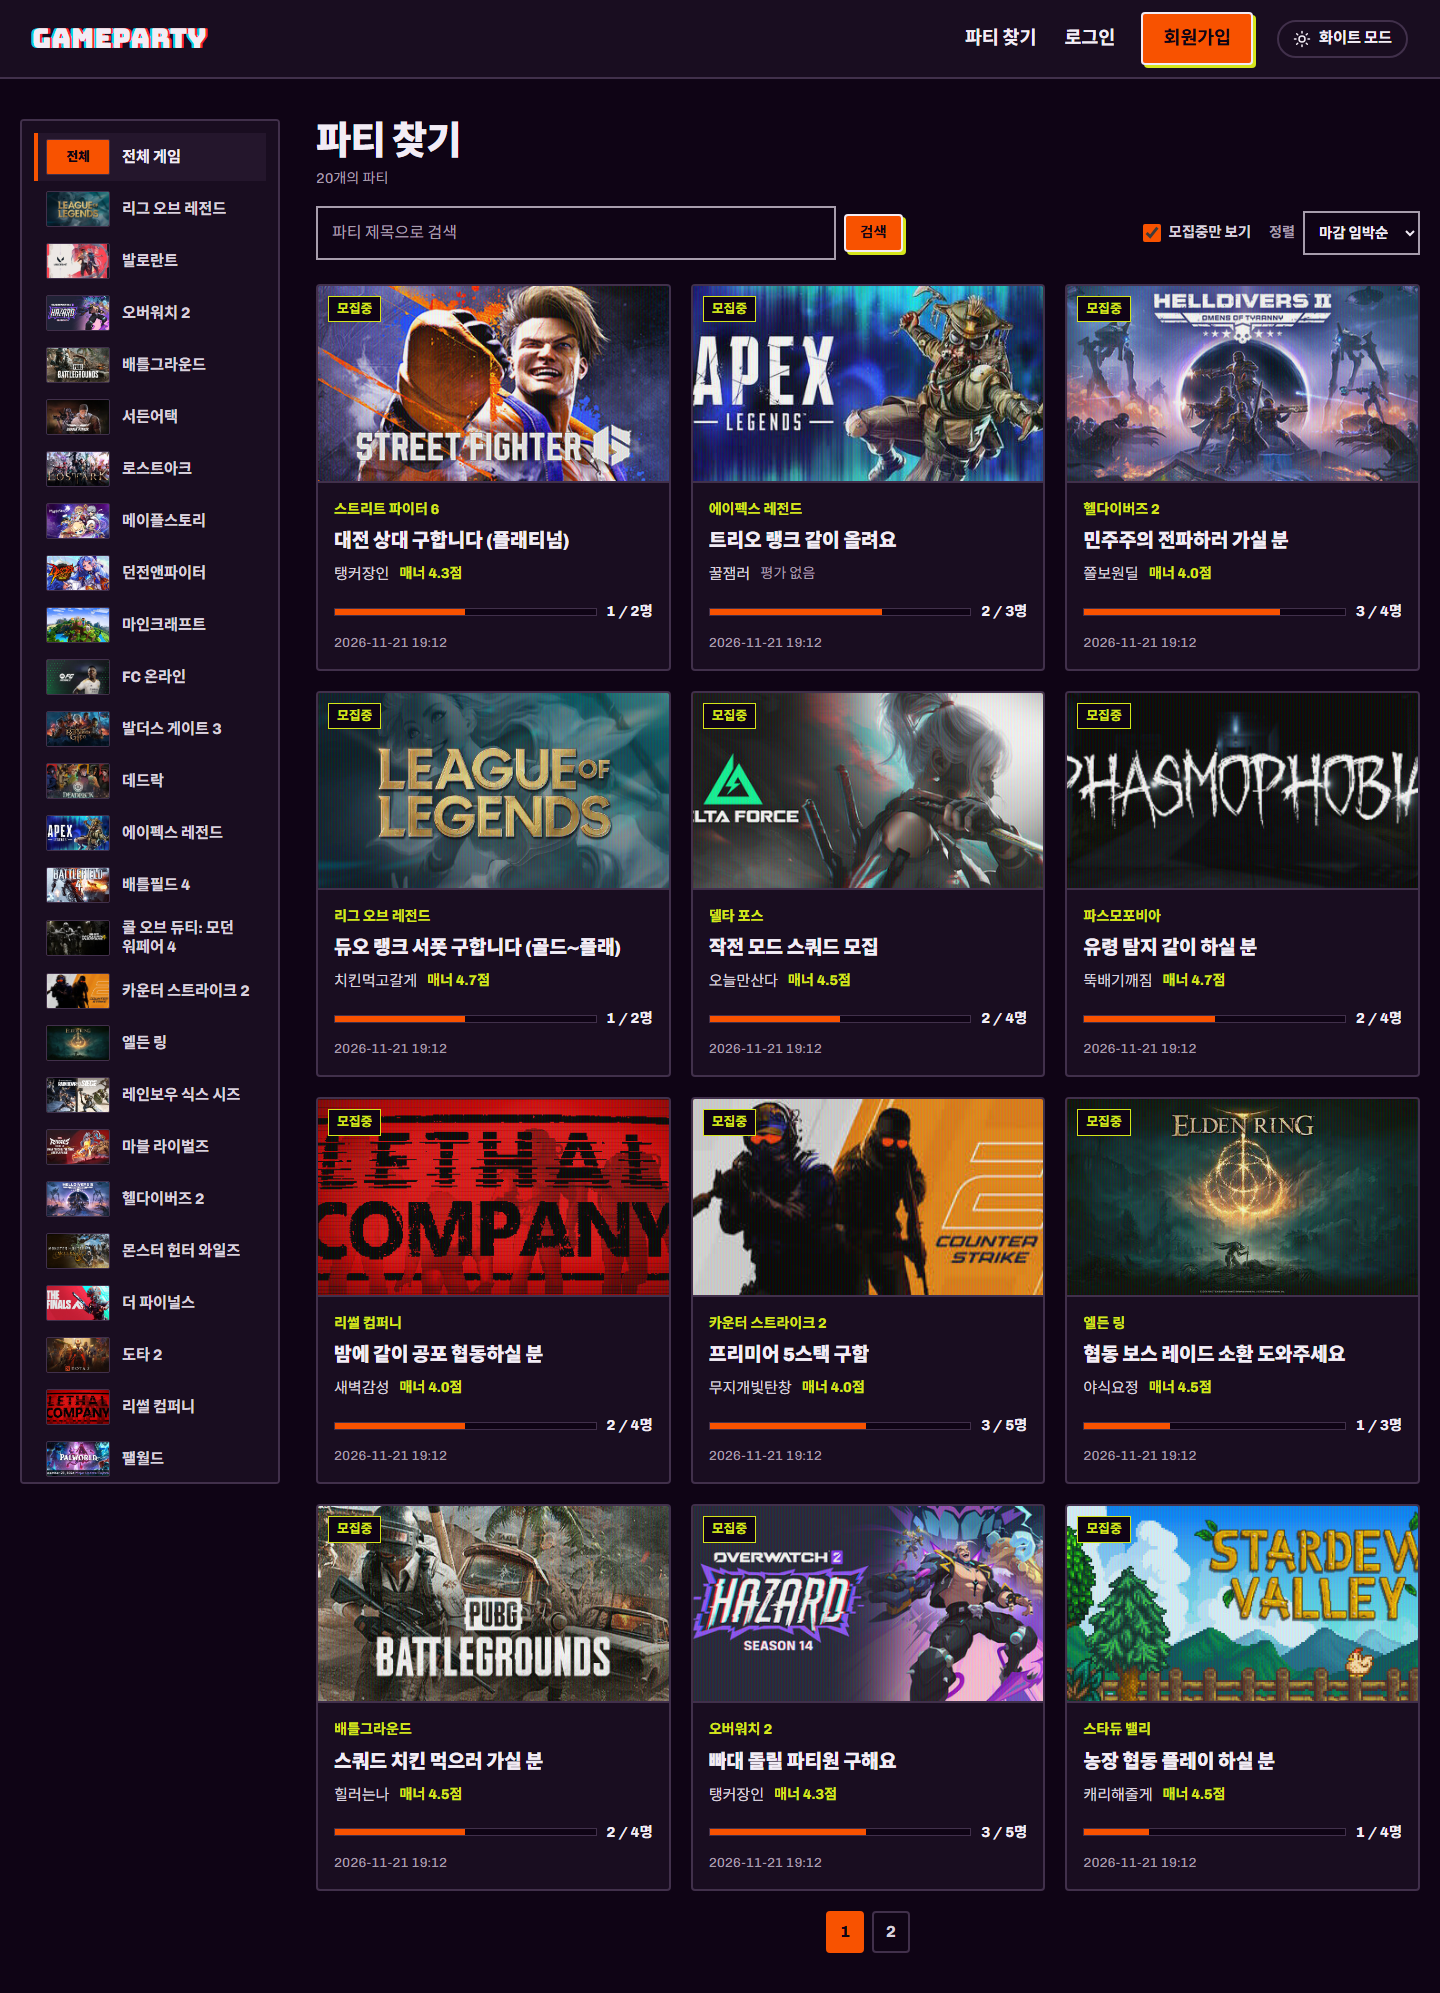 GAMEPARTY
파티 찾기
로그인
회원가입
화이트 모드
전체
전체 게임
LEAGUE OF
LEGENDS
리그 오브 레전드
발로란트
HAZARD
오버워치 2
BATTLEGROUNDS
배틀그라운드
서든어택
LOST ARK
로스트아크
메이플스토리
던전앤파이터
마인크래프트
FC 온라인
발더스 게이트 3
DEADLOCK
데드락
APEX
에이펙스 레전드
BATTLEFIELD
배틀필드 4
콜 오브 듀티: 모던
워페어 4
카운터 스트라이크 2
엘든 링
레인보우 식스 시즈
마블 라이벌즈
헬다이버즈 2
몬스터 헌터 와일즈
THE
FINALS
더 파이널스
도타 2
LETHAL
COMPANY
리썰 컴퍼니
PALWORLD
팰월드
파티 찾기
20개의 파티
파티 제목으로 검색
검색
모집중만 보기
정렬
마감 임박순
모집중
STREET FIGHTER 6
스트리트 파이터 6
대전 상대 구합니다 (플래티넘)
탱커장인 매너 4.3점
1 / 2명
2026-11-21 19:12
모집중
APEX
LEGENDS
에이펙스 레전드
트리오 랭크 같이 올려요
꿀잼러 평가 없음
2 / 3명
2026-11-21 19:12
모집중
HELLDIVERS II
OMENS OF TYRANNY
헬다이버즈 2
민주주의 전파하러 가실 분
쫄보원딜 매너 4.0점
3 / 4명
2026-11-21 19:12
모집중
LEAGUE OF
LEGENDS
리그 오브 레전드
듀오 랭크 서폿 구합니다 (골드~플래)
치킨먹고갈게 매너 4.7점
1 / 2명
2026-11-21 19:12
모집중
LTA FORCE
델타 포스
작전 모드 스쿼드 모집
오늘만산다 매너 4.5점
2 / 4명
2026-11-21 19:12
모집중
PHASMOPHOBIA
파스모포비아
유령 탐지 같이 하실 분
뚝배기깨짐 매너 4.7점
2 / 4명
2026-11-21 19:12
모집중
LETHAL
COMPANY
리썰 컴퍼니
밤에 같이 공포 협동하실 분
새벽감성 매너 4.0점
2 / 4명
2026-11-21 19:12
모집중
2
COUNTER
STRIKE
카운터 스트라이크 2
프리미어 5스택 구함
무지개빛탄창 매너 4.0점
3 / 5명
2026-11-21 19:12
모집중
ELDEN RING
엘든 링
협동 보스 레이드 소환 도와주세요
야식요정 매너 4.5점
1 / 3명
2026-11-21 19:12
모집중
PUBG
BATTLEGROUNDS
배틀그라운드
스쿼드 치킨 먹으러 가실 분
힐러는나 매너 4.5점
2 / 4명
2026-11-21 19:12
모집중
OVERWATCH 2
HAZARD
SEASON 14
오버워치 2
빠대 돌릴 파티원 구해요
탱커장인 매너 4.3점
3 / 5명
2026-11-21 19:12
모집중
STARDEW
VALLEY
스타듀 밸리
농장 협동 플레이 하실 분
캐리해줄게 매너 4.5점
1 / 4명
2026-11-21 19:12
1
2